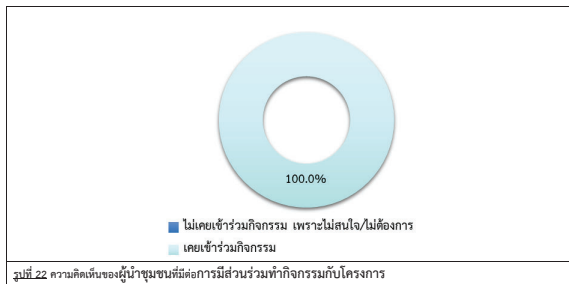 100.0%
ไม่เคยเข้าร่วมกิจกรรม เพราะไม่สนใจ/ไม่ต้องการ
เคยเข้าร่วมกิจกรรม
รูปที่ 22 ความคิดเห็นของผู้นำชุมชนที่มีต่อการมีส่วนร่วมทำกิจกรรมกับโครงการ